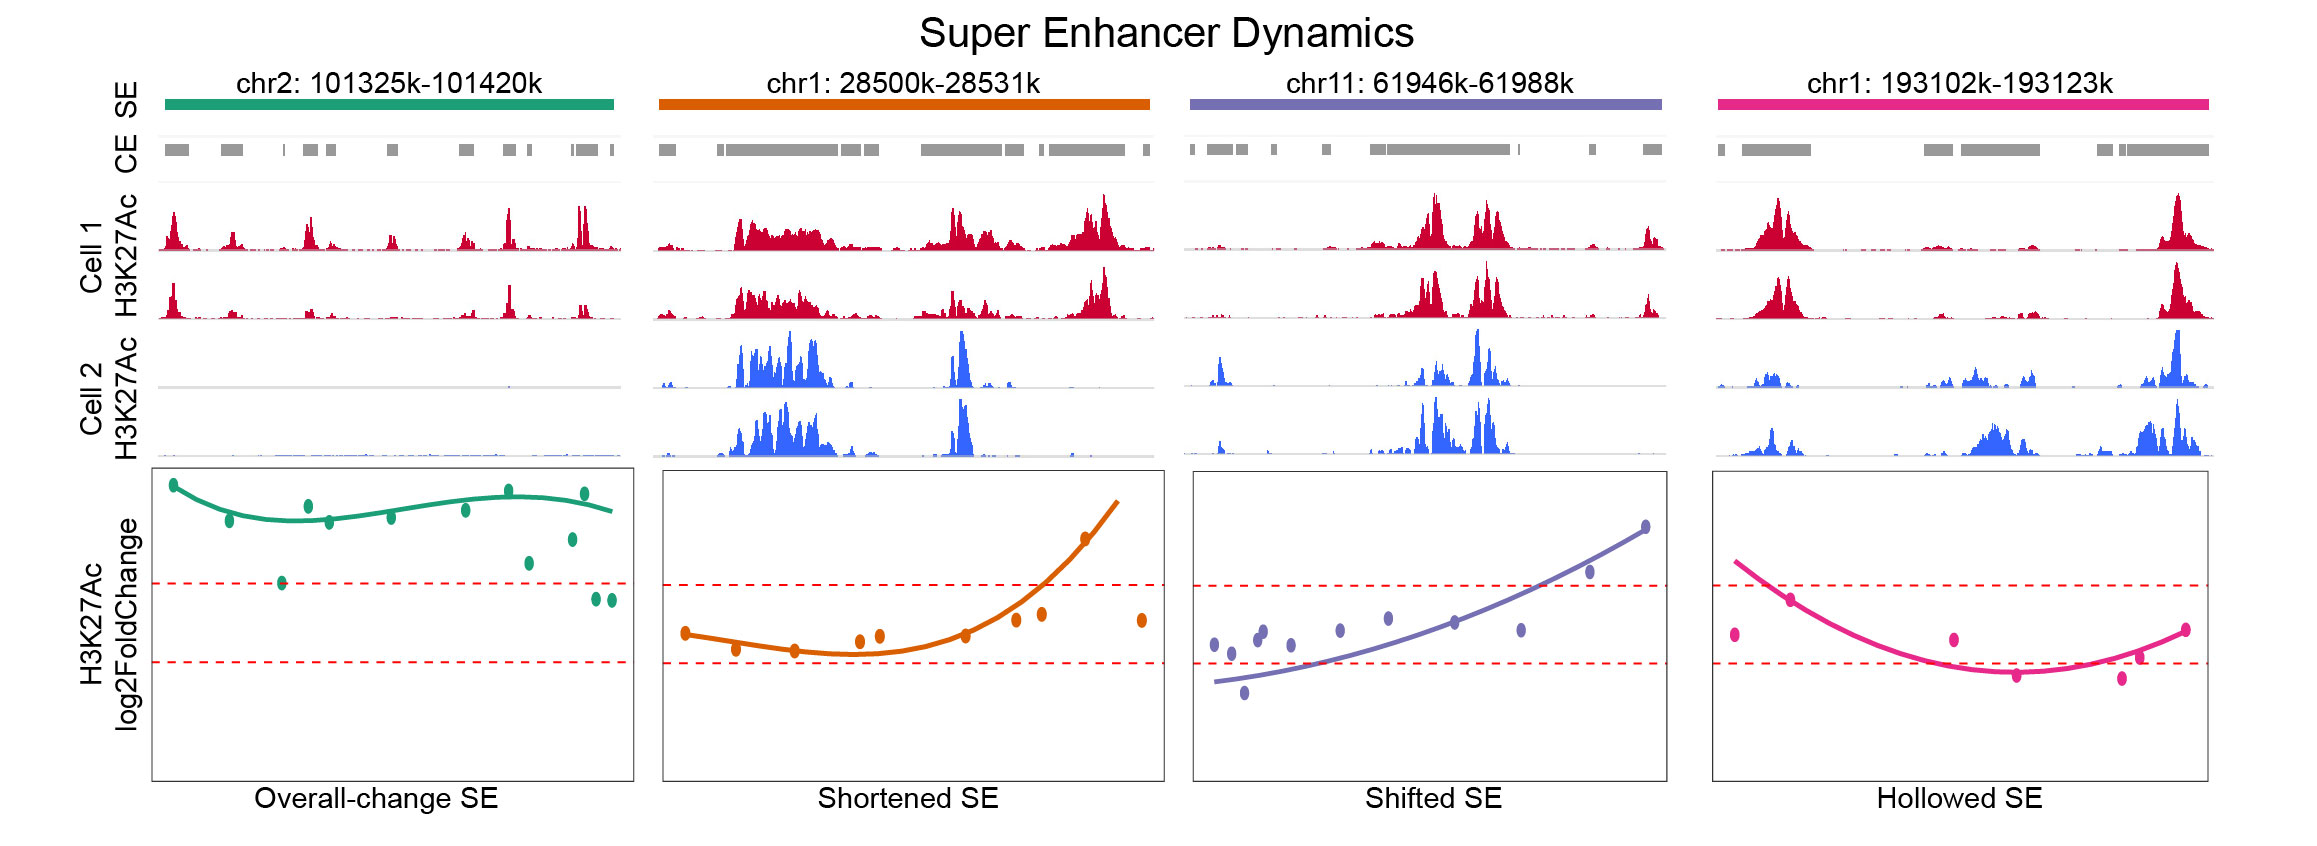 Super Enhancer Dynamics
chr2: 101325k-101420k
chr1: 28500k-28531k
chr11: 61946k-61988k
chr1: 193102k-193123k
SE
CE
Cell 1
H3K27Ac
Cell 2
H3K27Ac
H3K27Ac
log2FoldChange
Overall-change SE
Shortened SE
Shifted SE
Hollowed SE